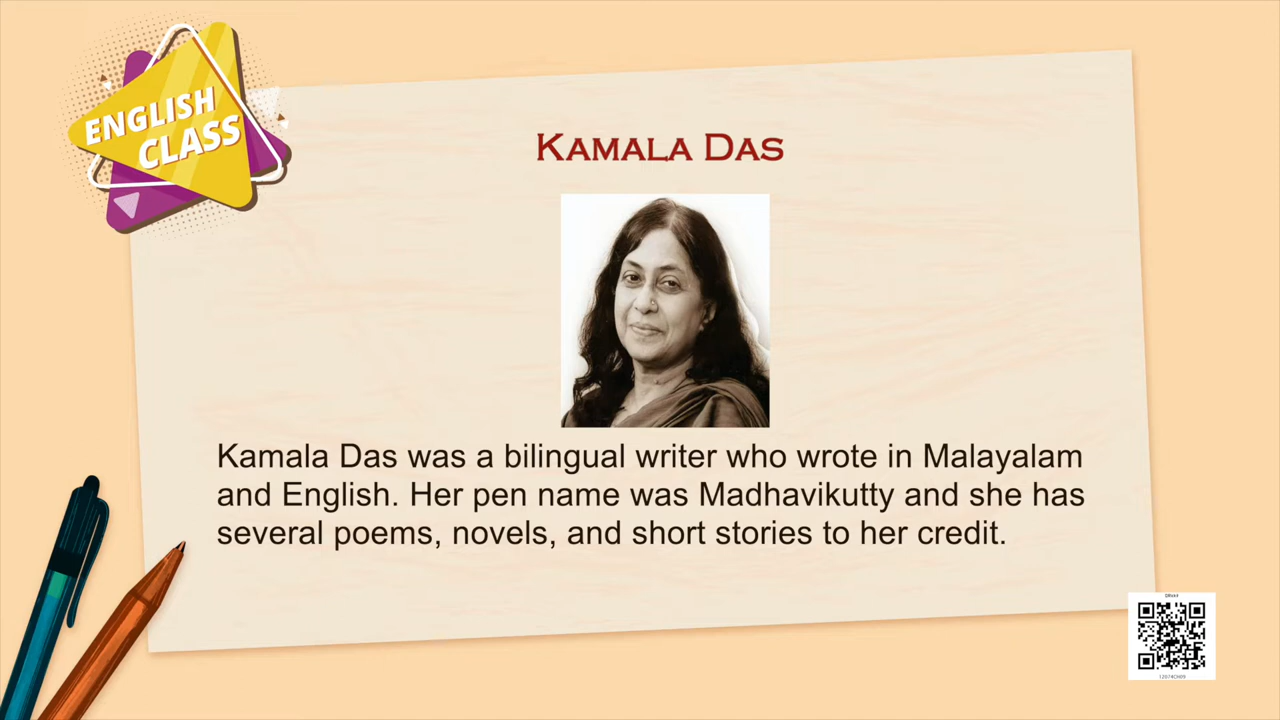 ENGLISH
CLASS
KAMALA DAS
Kamala Das was a bilingual writer who wrote in Malayalam
and English. Her pen name was Madhavikutty and she has
several poems, novels, and short stories to her credit.
12074CH09